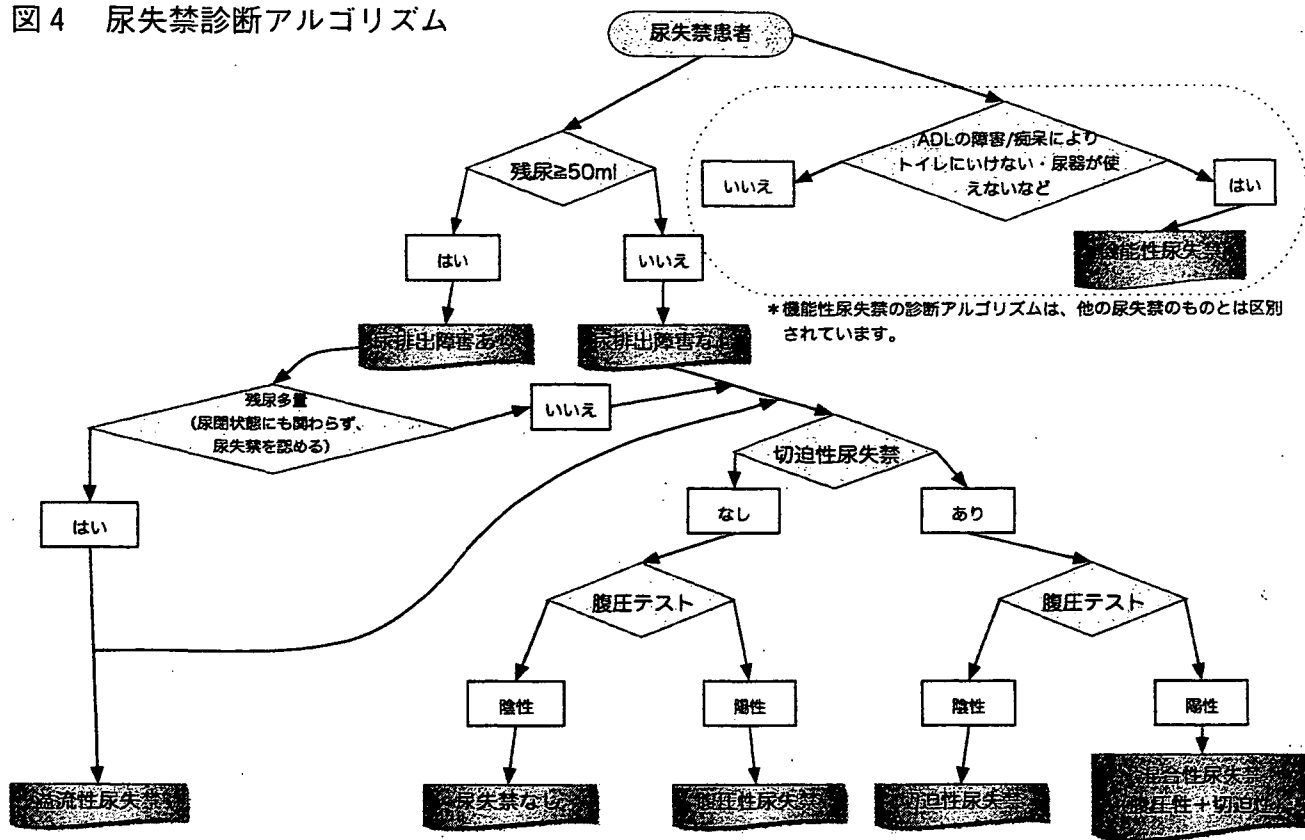 図4 尿失禁診断アルゴリズム
尿失禁患者
残尿≧50ml
ADLの障害/痴呆により
トイレにいけない・尿器が使
えないなど
いいえ
はい
機能性尿失禁
はい
いいえ
*機能性尿失禁の診断アルゴリズムは、他の尿失禁のものとは区別
されています。
尿排出障害あり
尿排出障害なし
残尿多量
(尿閉状態にも関わらず、
尿失禁を認める)
いいえ
切迫性尿失禁
はい
なし
あり
腹圧テスト
腹圧テスト
陰性
陽性
陰性
陽性
溢流性尿失禁
尿失禁なし
腹圧性尿失禁
切迫性尿失禁
混合性尿失禁
腹圧性+切迫性